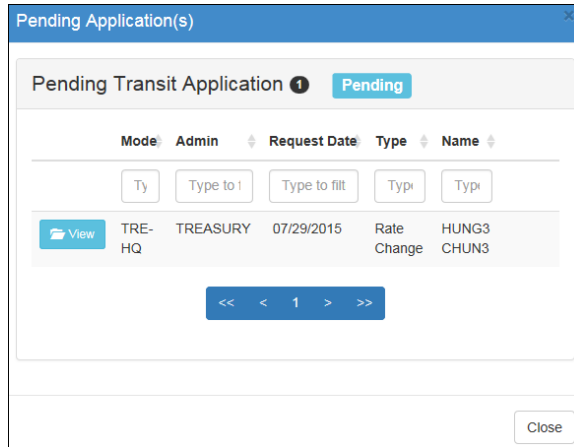 Pending Application(s) ×
Pending Transit Application 1 Pending
Mode Admin Request Date Type Name
Ty Type to f Type to filt Type Type
View TRE- TREASURY 07/29/2015 Rate HUNG3
HQ Change CHUN3
<< < 1 > >>
Close